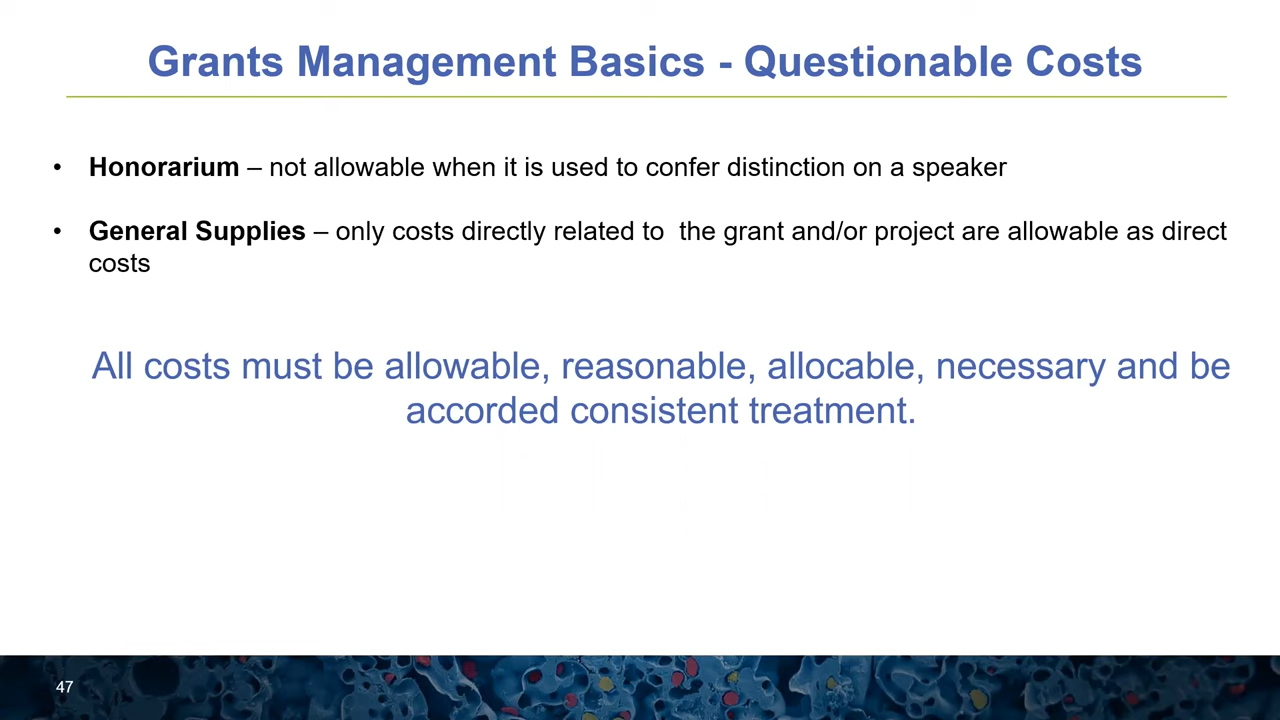 Grants Management Basics - Questionable Costs
• Honorarium – not allowable when it is used to confer distinction on a speaker
• General Supplies – only costs directly related to  the grant and/or project are allowable as direct
costs
All costs must be allowable, reasonable, allocable, necessary and be
accorded consistent treatment.
47